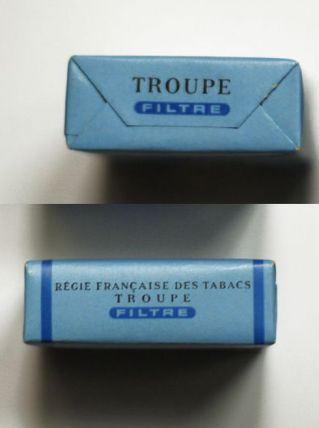 TROUPE
FILTRE
RÉGIE FRANÇAISE DES TABACS
TROUPE
FILTRE